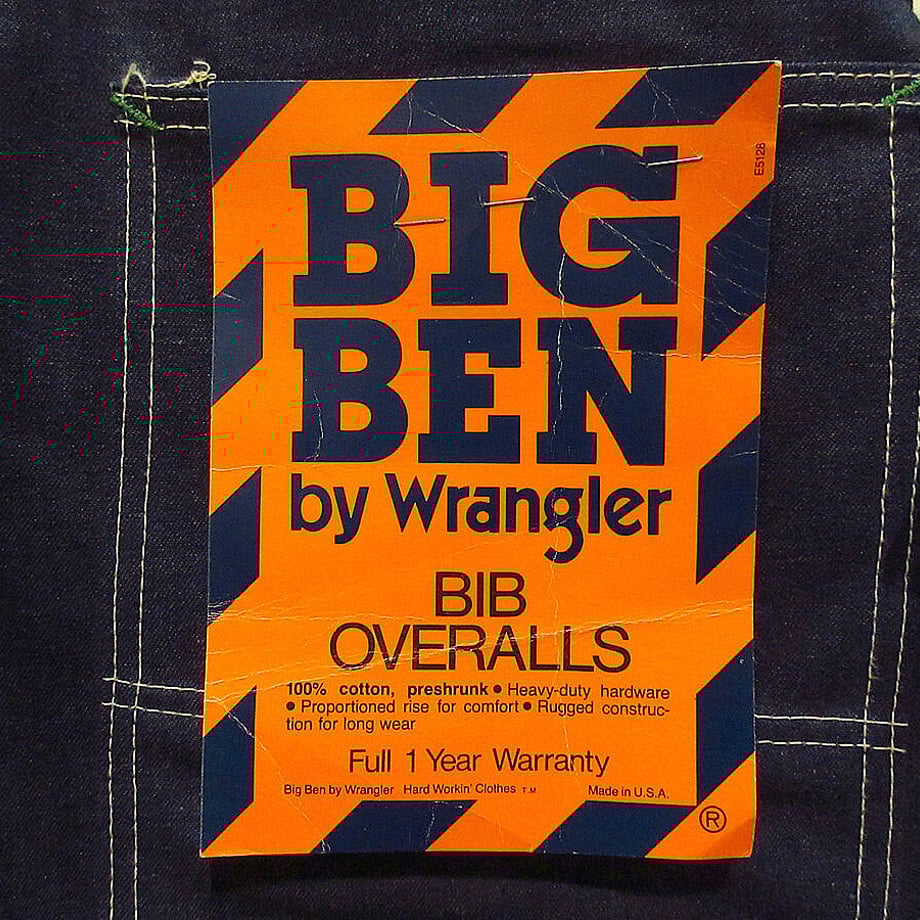 E5128
BIG
BEN
by Wrangler
BIB
OVERALLS
100% cotton, preshrunk • Heavy-duty hardware
• Proportioned rise for comfort • Rugged construc-
tion for long wear
Full 1 Year Warranty
Big Ben by Wrangler Hard Workin' Clothes T.M. Made in U.S.A.
®